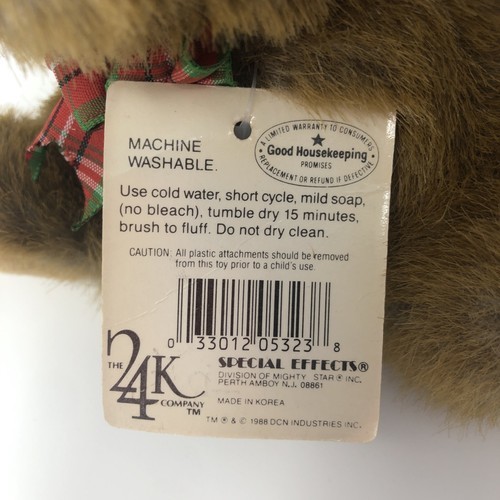 MACHINE
WASHABLE.
A LIMITED WARRANTY TO CONSUMERS
★
Good Housekeeping
PROMISES
REPLACEMENT OR REFUND IF DEFECTIVE
Use cold water, short cycle, mild soap,
(no bleach), tumble dry 15 minutes,
brush to fluff. Do not dry clean.
CAUTION: All plastic attachments should be removed
from this toy prior to a child's use.
0 33012 05323 8
THE 24K COMPANY™
SPECIAL EFFECTS®
DIVISION OF MIGHTY STAR ® INC.
PERTH AMBOY N.J. 08861
MADE IN KOREA
TM ® & © 1988 DCN INDUSTRIES INC.